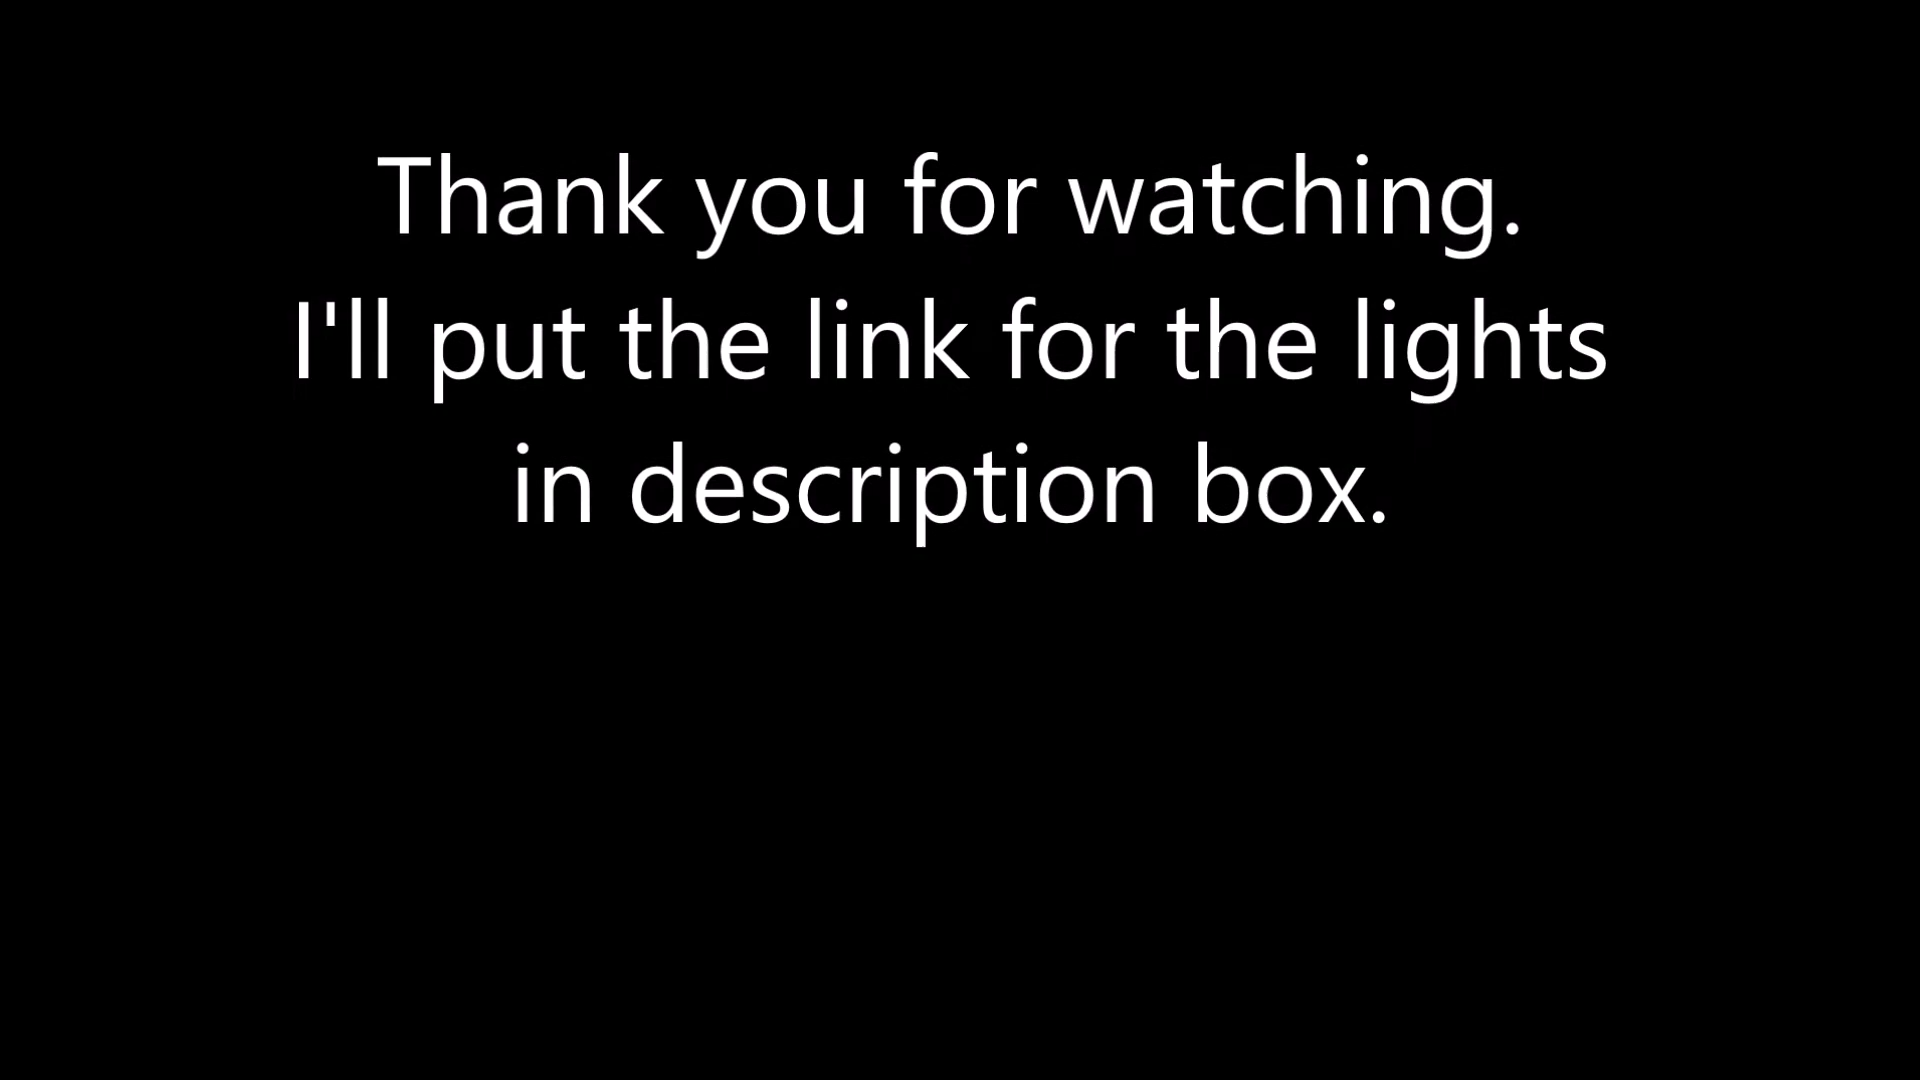 Thank you for watching.
I'll put the link for the lights
in description box.